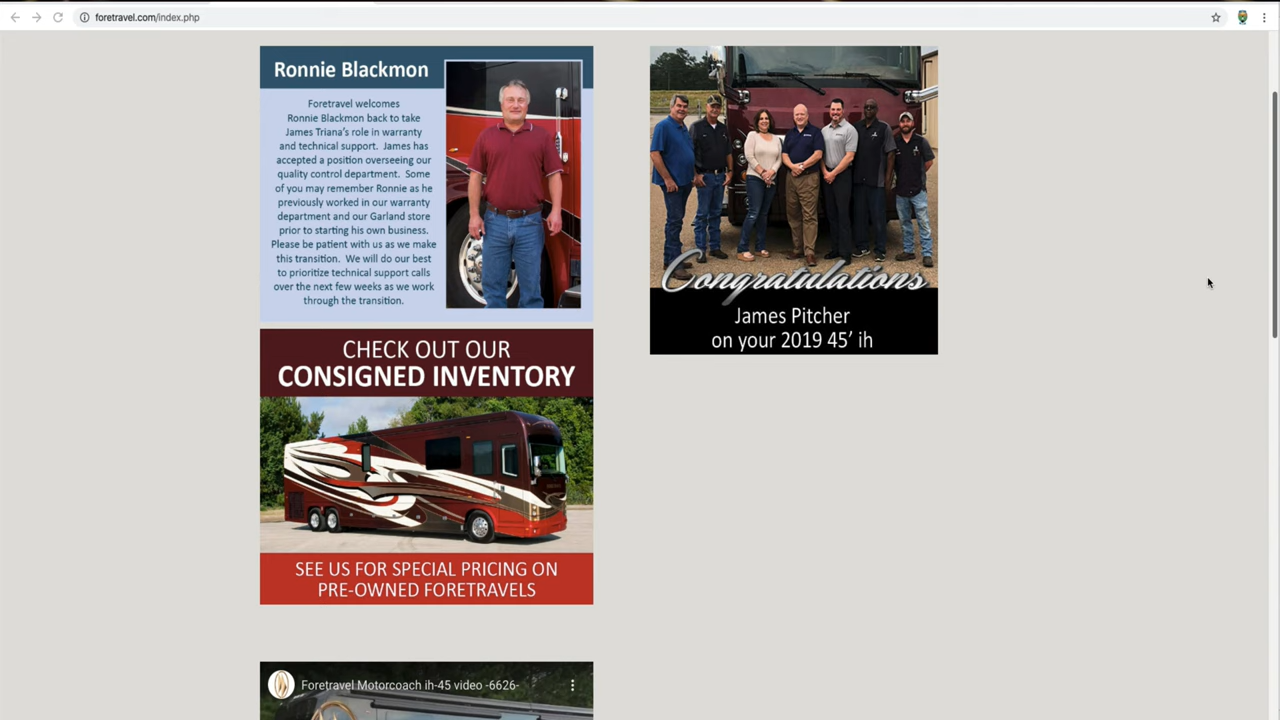 foretravel.com/index.php
Ronnie Blackmon
Foretravel welcomes
Ronnie Blackmon back to take
James Triana's role in warranty
and technical support. James has
accepted a position overseeing our
quality control department. Some
of you may remember Ronnie as he
previously worked in our warranty
department and our Garland store
prior to starting his own business.
Please be patient with us as we make
this transition. We will do our best
to prioritize technical support calls
over the next few weeks as we work
through the transition.
CHECK OUT OUR
CONSIGNED INVENTORY
SEE US FOR SPECIAL PRICING ON
PRE-OWNED FORETRAVELS
Foretravel Motorcoach ih-45 video -6626-
Congratulations
James Pitcher
on your 2019 45' ih